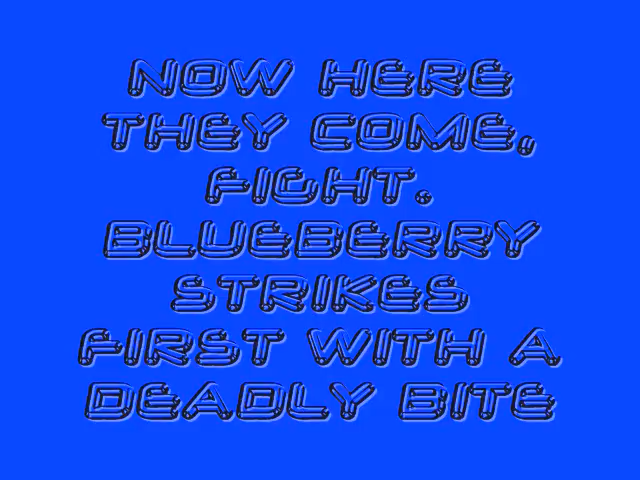 NOW HERE
THEY COME,
FIGHT.
BLUEBERRY
STRIKES
FIRST WITH A
DEADLY BITE